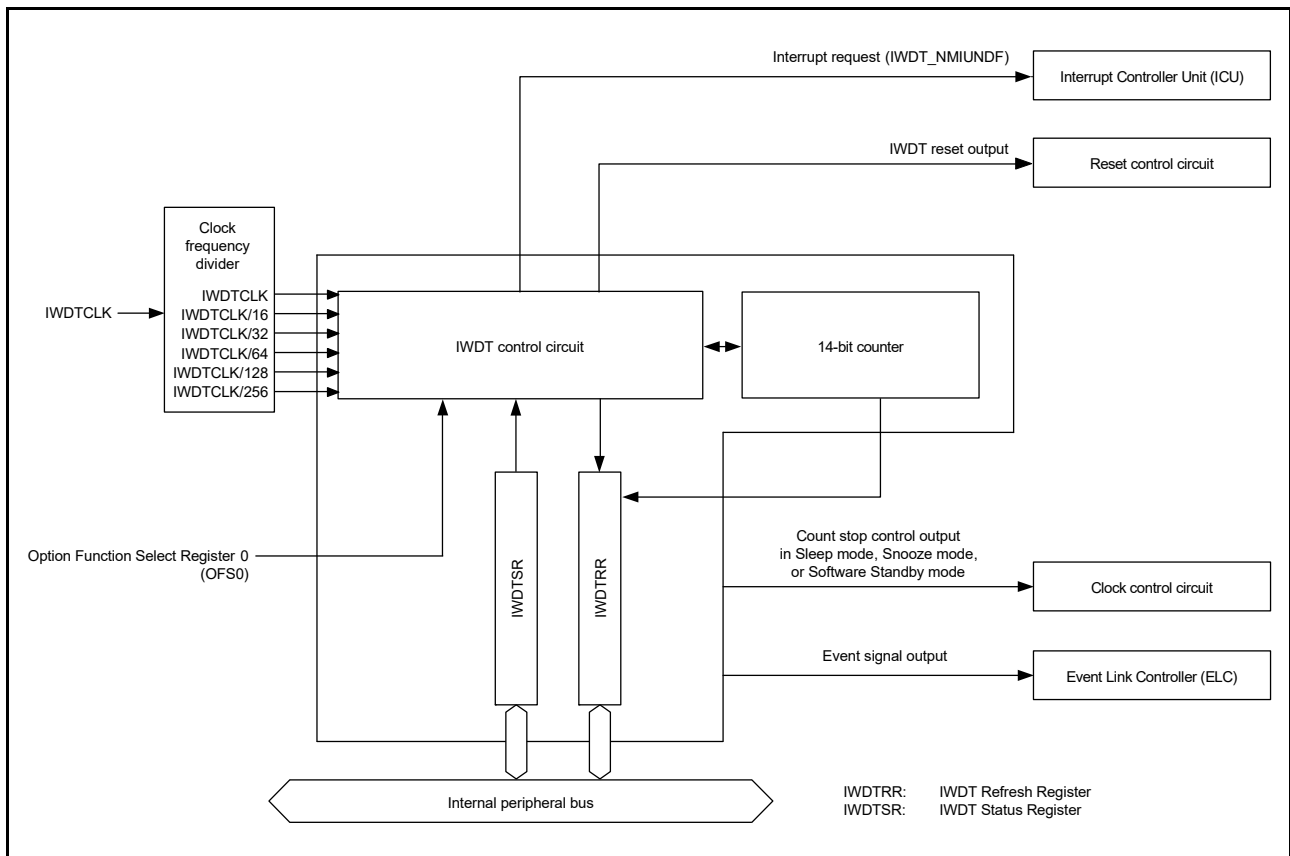 Interrupt request (IWDT_NMIUNDF)
Interrupt Controller Unit (ICU)
IWDT reset output
Reset control circuit
Clock
frequency
divider
IWDTCLK
IWDTCLK
IWDTCLK/16
IWDTCLK/32
IWDTCLK/64
IWDTCLK/128
IWDTCLK/256
IWDT control circuit
14-bit counter
Option Function Select Register 0
(OFS0)
IWDTSR
IWDTRR
Count stop control output
in Sleep mode, Snooze mode,
or Software Standby mode
Clock control circuit
Event signal output
Event Link Controller (ELC)
Internal peripheral bus
IWDTRR: IWDT Refresh Register
IWDTSR: IWDT Status Register